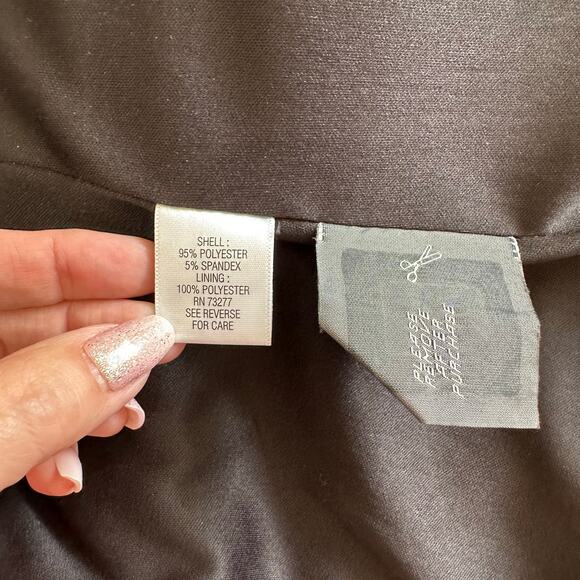 SHELL :
95% POLYESTER
5% SPANDEX
LINING :
100% POLYESTER
RN 73277
SEE REVERSE
FOR CARE
PLEASE
REMOVE
AFTER
PURCHASE